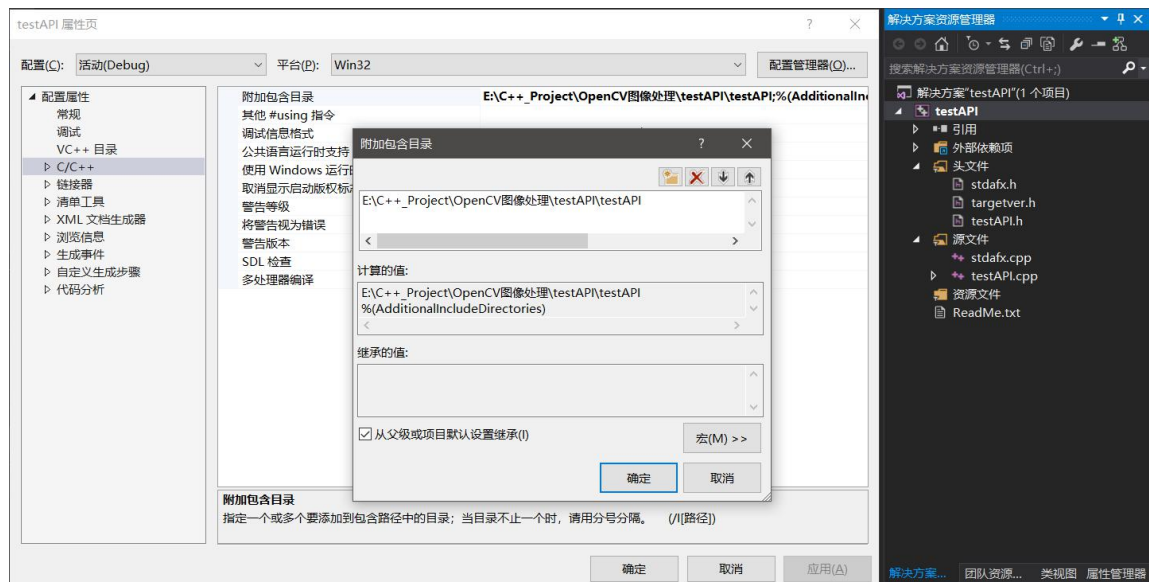 testAPI 属性页
配置(C): 活动(Debug) 平台(P): Win32 配置管理器(O)...
配置属性
常规
调试
VC++ 目录
C/C++
链接器
清单工具
XML 文档生成器
浏览信息
生成事件
自定义生成步骤
代码分析
附加包含目录 E:\C++_Project\OpenCV图像处理\testAPI\testAPI;%(AdditionalIn
其他 #using 指令
调试信息格式
公共语言运行时支持
使用 Windows 运行
取消显示启动版权标
警告等级
将警告视为错误
警告版本
SDL 检查
多处理器编译
附加包含目录
E:\C++_Project\OpenCV图像处理\testAPI\testAPI
计算的值:
E:\C++_Project\OpenCV图像处理\testAPI\testAPI
%(AdditionalIncludeDirectories)
继承的值:
从父级或项目默认设置继承(I)
宏(M) >>
确定 取消
附加包含目录
指定一个或多个要添加到包含路径中的目录；当目录不止一个时，请用分号分隔。 (/I[路径])
确定 取消 应用(A)
解决方案资源管理器
搜索解决方案资源管理器(Ctrl+;)
解决方案"testAPI"(1 个项目)
testAPI
引用
外部依赖项
头文件
stdafx.h
targetver.h
testAPI.h
源文件
stdafx.cpp
testAPI.cpp
资源文件
ReadMe.txt
解决方案... 团队资源... 类视图 属性管理器